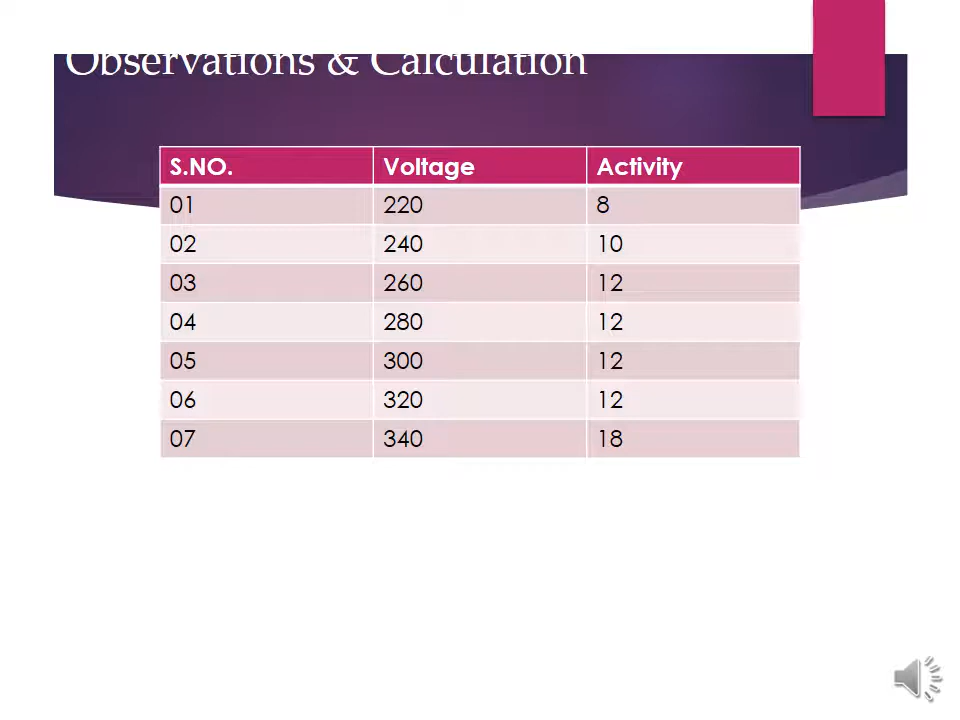 Observations & Calculation
S.NO. Voltage Activity
01 220 8
02 240 10
03 260 12
04 280 12
05 300 12
06 320 12
07 340 18